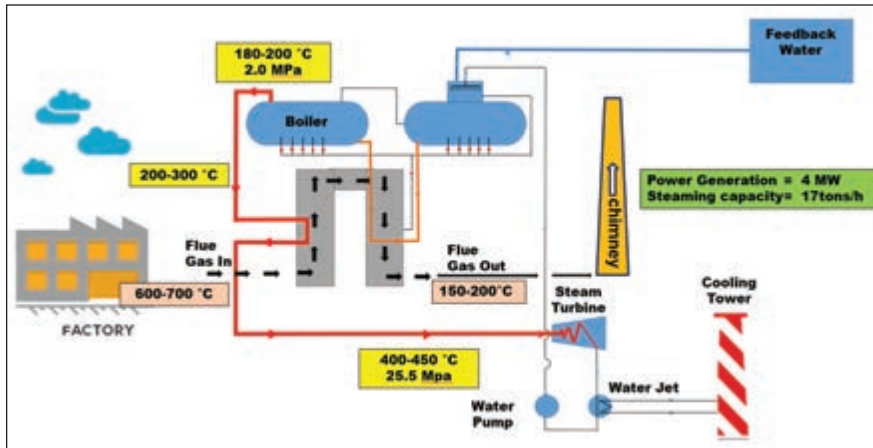 180-200 °C
2.0 MPa
Feedback
Water
Boiler
200-300 °C
Power Generation = 4 MW
Steaming capacity= 17tons/h
chimney
Flue
Gas In
Flue
Gas Out
600-700 °C
150-200°C
Steam
Turbine
Cooling
Tower
FACTORY
400-450 °C
25.5 Mpa
Water Jet
Water
Pump